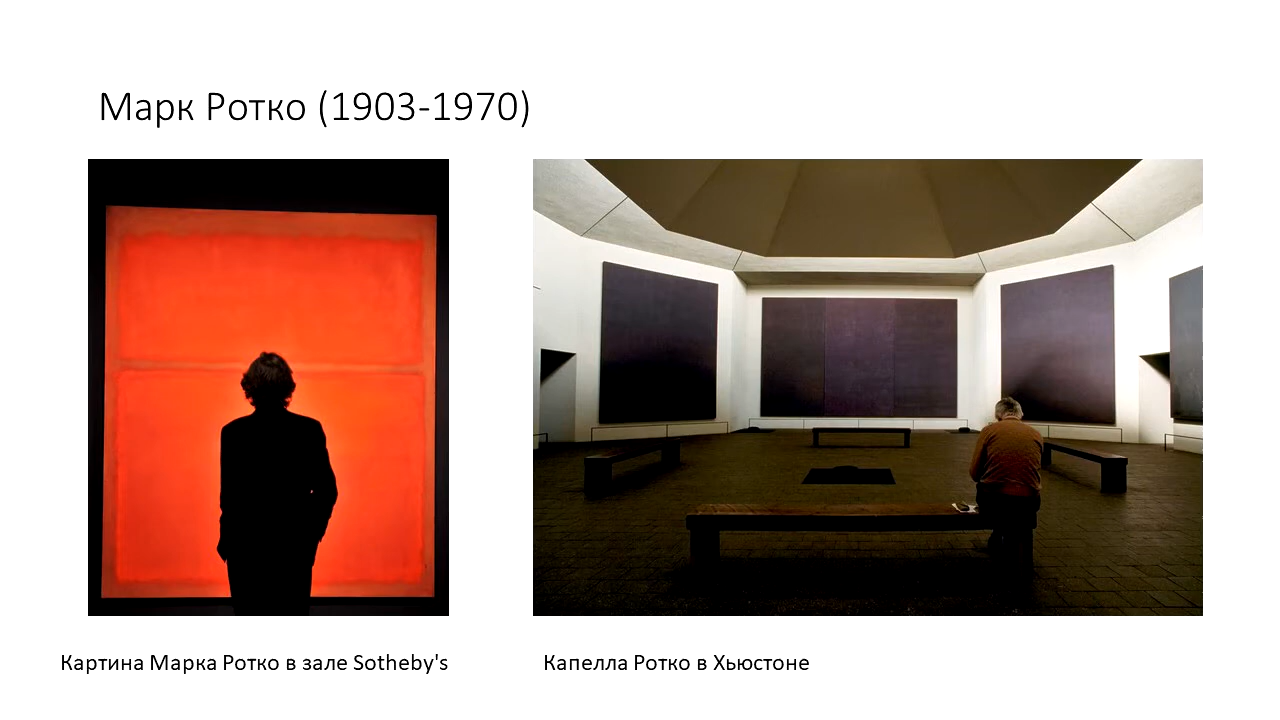 Марк Ротко (1903-1970)
Картина Марка Ротко в зале Sotheby's
Капелла Ротко в Хьюстоне